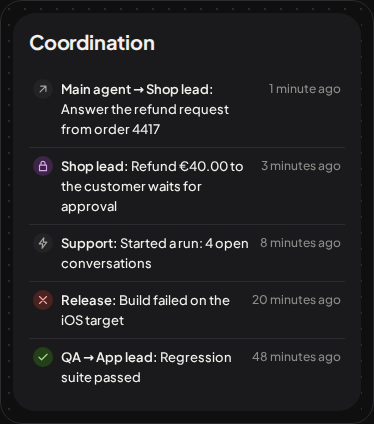 Coordination
Main agent → Shop lead: 1 minute ago
Answer the refund request
from order 4417
Shop lead: Refund €40.00 to 3 minutes ago
the customer waits for
approval
Support: Started a run: 4 open 8 minutes ago
conversations
Release: Build failed on the 20 minutes ago
iOS target
QA → App lead: Regression 48 minutes ago
suite passed